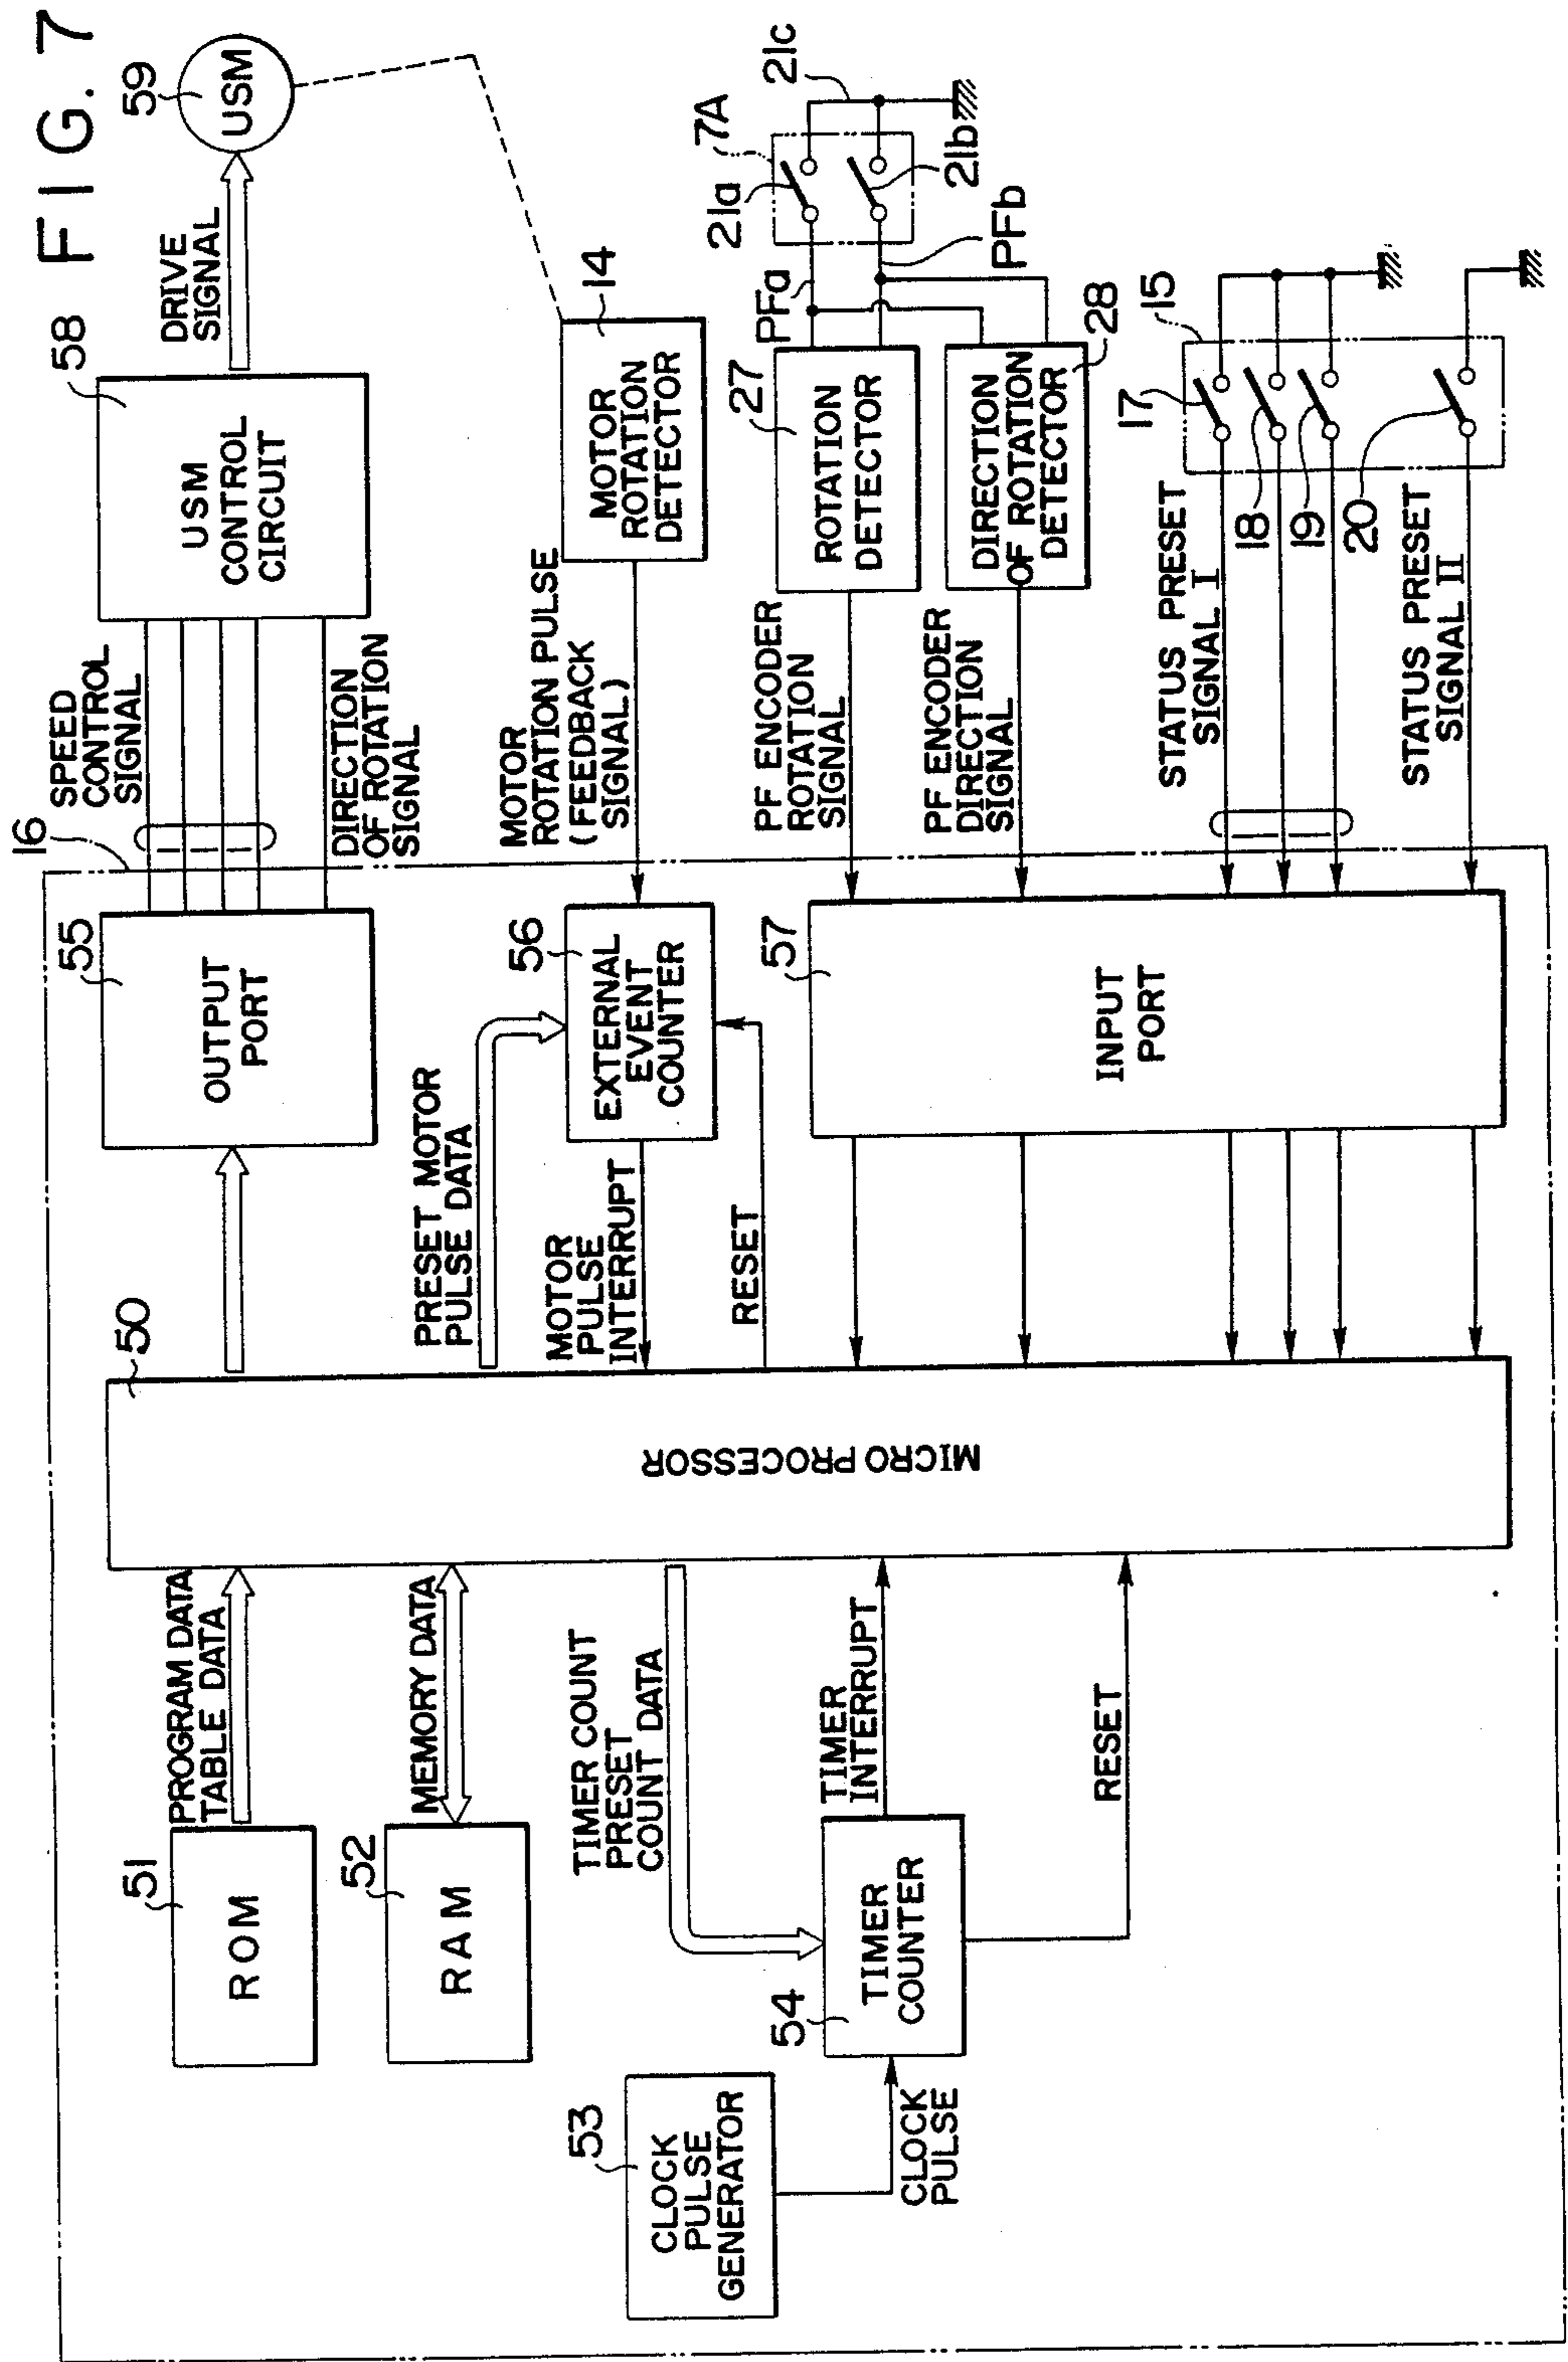 FIG. 7
16
SPEED
CONTROL
SIGNAL
58
DRIVE
SIGNAL
59
USM
55
OUTPUT
PORT
USM
CONTROL
CIRCUIT
DIRECTION
OF ROTATION
SIGNAL
50
MICRO PROCESSOR
51
ROM
PROGRAM DATA
TABLE DATA
52
RAM
MEMORY DATA
TIMER COUNT
PRESET
COUNT DATA
53
CLOCK
PULSE
GENERATOR
CLOCK
PULSE
54
TIMER
COUNTER
TIMER
INTERRUPT
RESET
PRESET MOTOR
PULSE DATA
MOTOR
PULSE
INTERRUPT
RESET
56
EXTERNAL
EVENT
COUNTER
MOTOR
ROTATION PULSE
(FEEDBACK
SIGNAL)
14
MOTOR
ROTATION
DETECTOR
57
INPUT
PORT
PF ENCODER
ROTATION
SIGNAL
27
ROTATION
DETECTOR
PFa
21a
7A
21c
21b
PFb
PF ENCODER
DIRECTION
SIGNAL
DIRECTION
OF ROTATION
DETECTOR
28
STATUS PRESET
SIGNAL I
17
15
18
19
20
STATUS PRESET
SIGNAL II